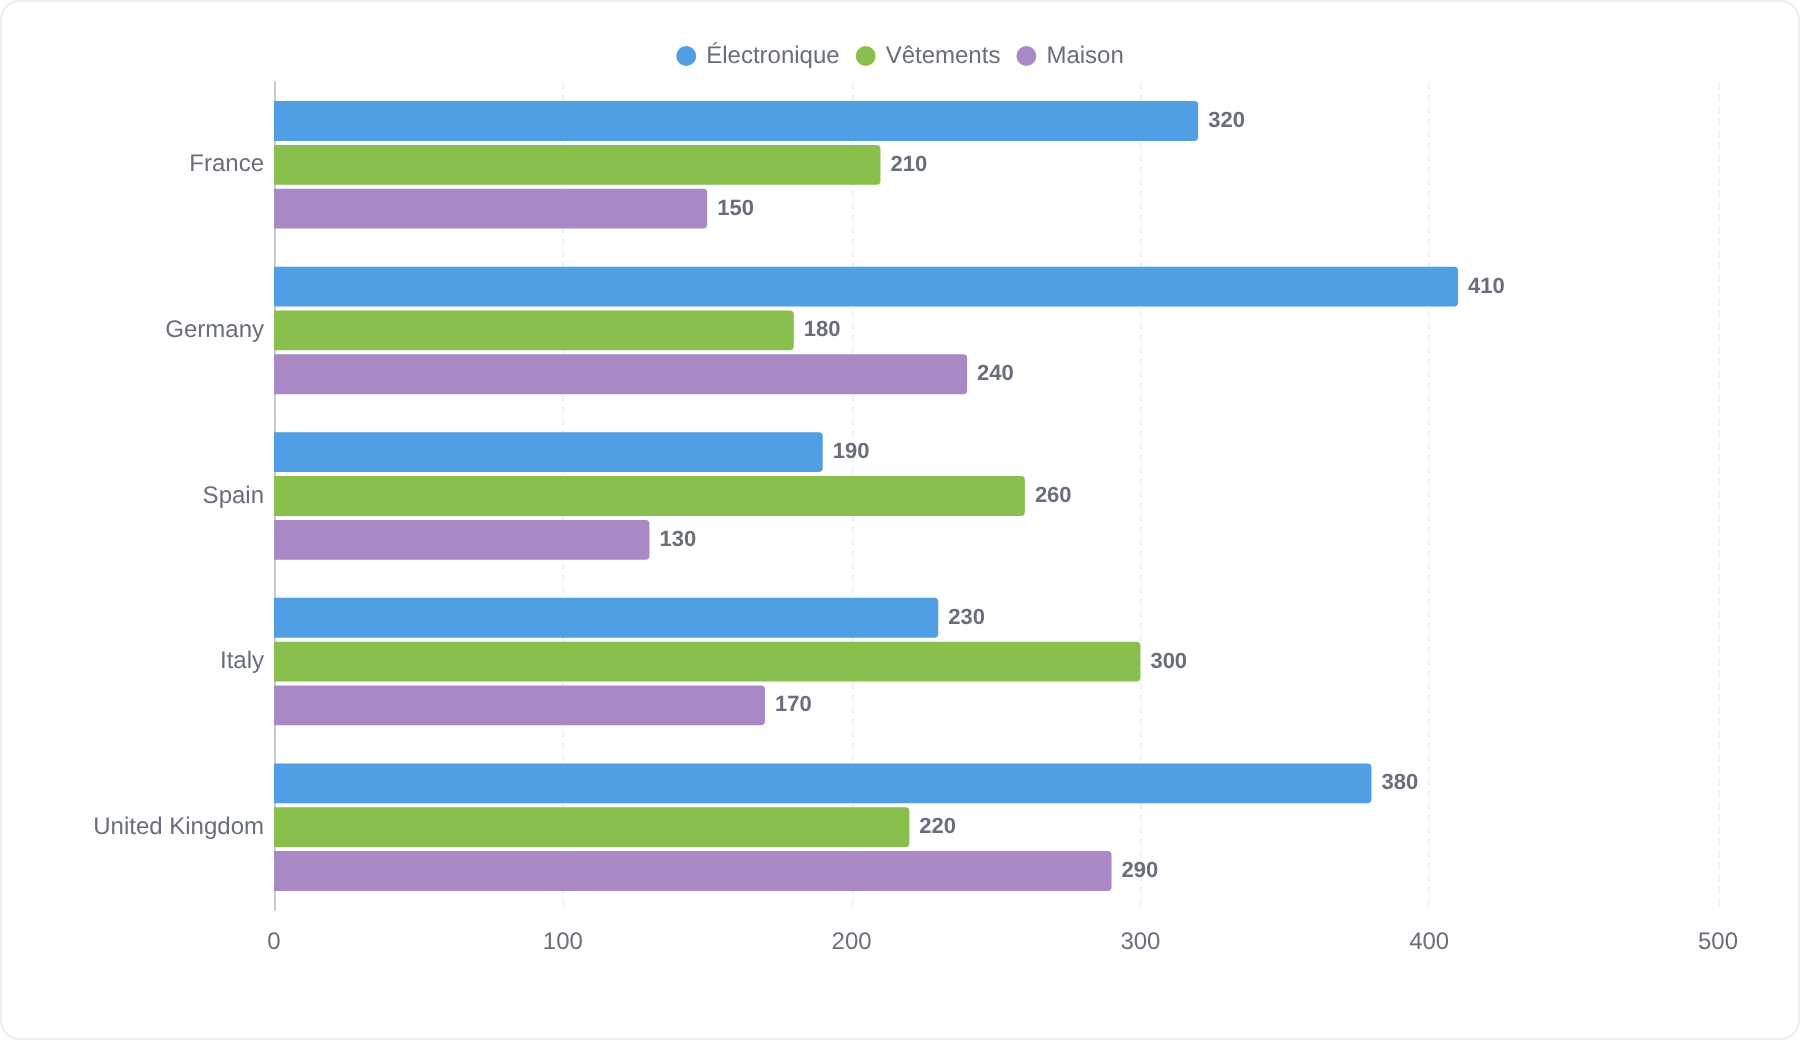 Électronique Vêtements Maison
320
France 210
150
410
Germany 180
240
190
Spain 260
130
230
Italy 300
170
380
United Kingdom 220
290
0 100 200 300 400 500